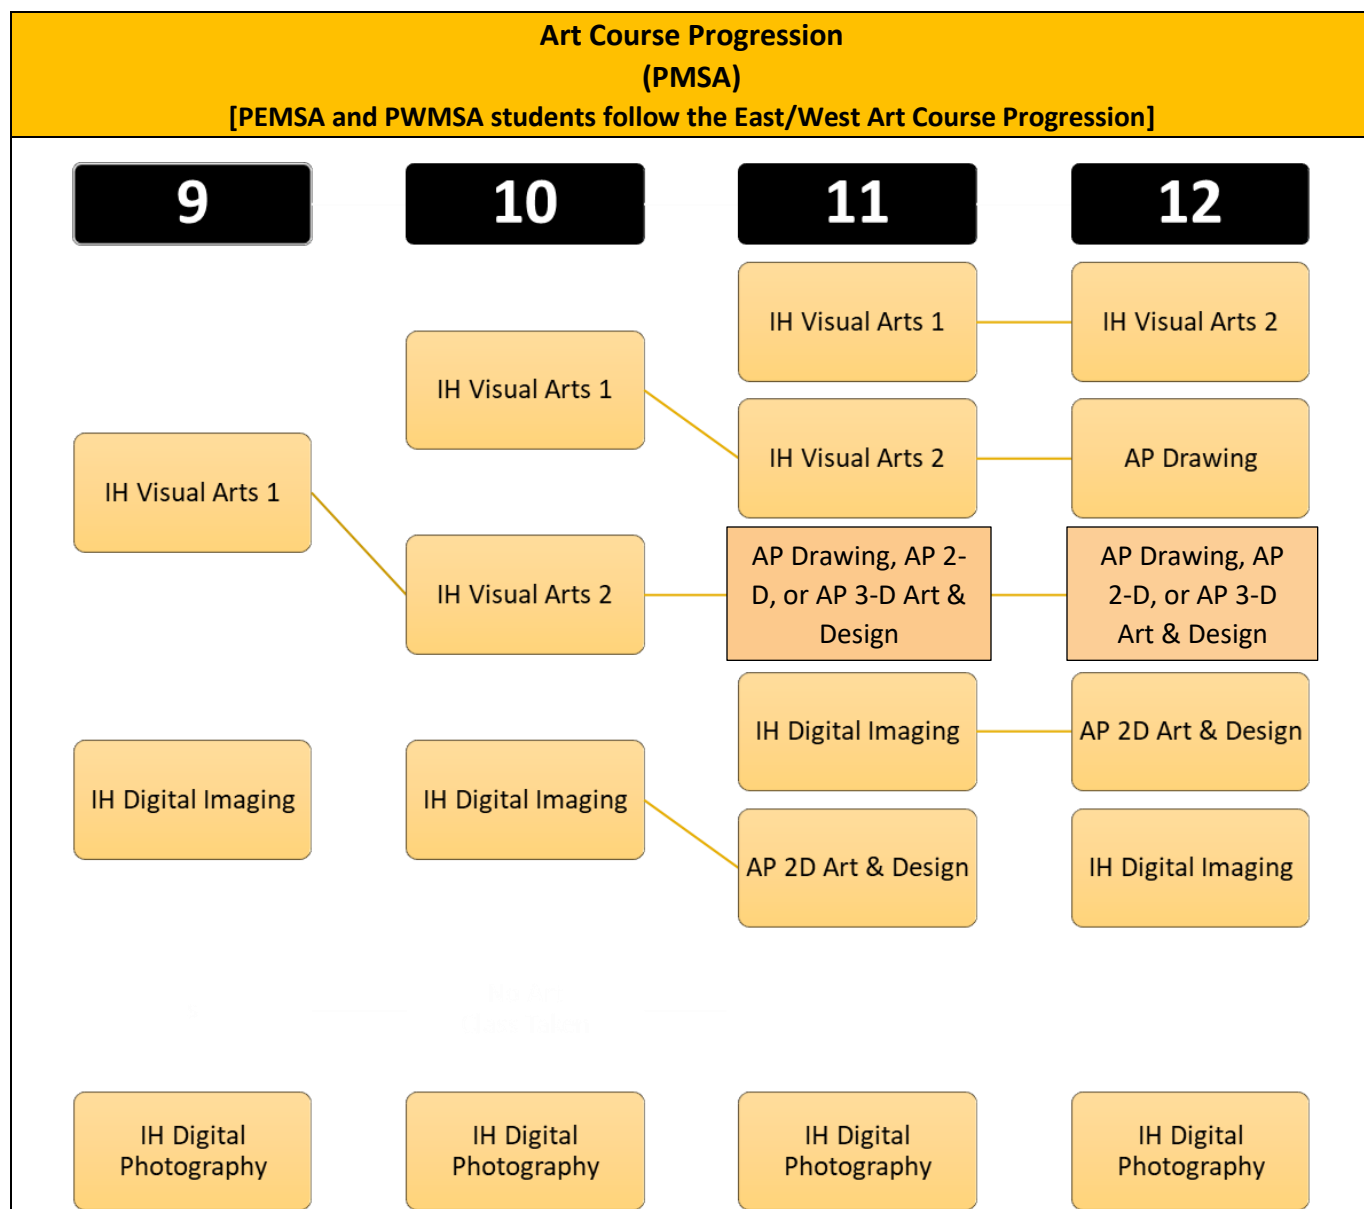 Art Course Progression
(PMSA)
[PEMSA and PWMSA students follow the East/West Art Course Progression]
9
10
11
12
IH Visual Arts 1
IH Visual Arts 2
IH Visual Arts 1
IH Visual Arts 2
AP Drawing
IH Visual Arts 1
IH Visual Arts 2
AP Drawing, AP 2-
D, or AP 3-D Art &
Design
AP Drawing, AP
2-D, or AP 3-D
Art & Design
IH Digital Imaging
AP 2D Art & Design
IH Digital Imaging
IH Digital Imaging
AP 2D Art & Design
IH Digital Imaging
IH Digital
Photography
IH Digital
Photography
IH Digital
Photography
IH Digital
Photography